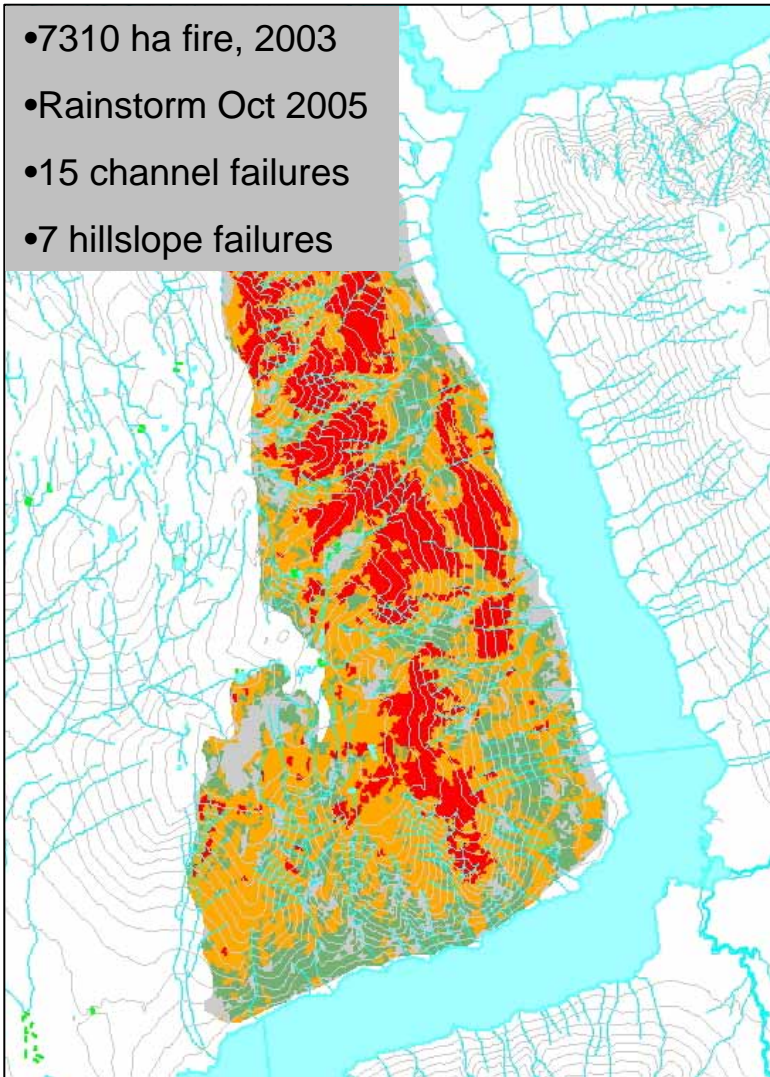 •7310 ha fire, 2003
•Rainstorm Oct 2005
•15 channel failures
•7 hillslope failures